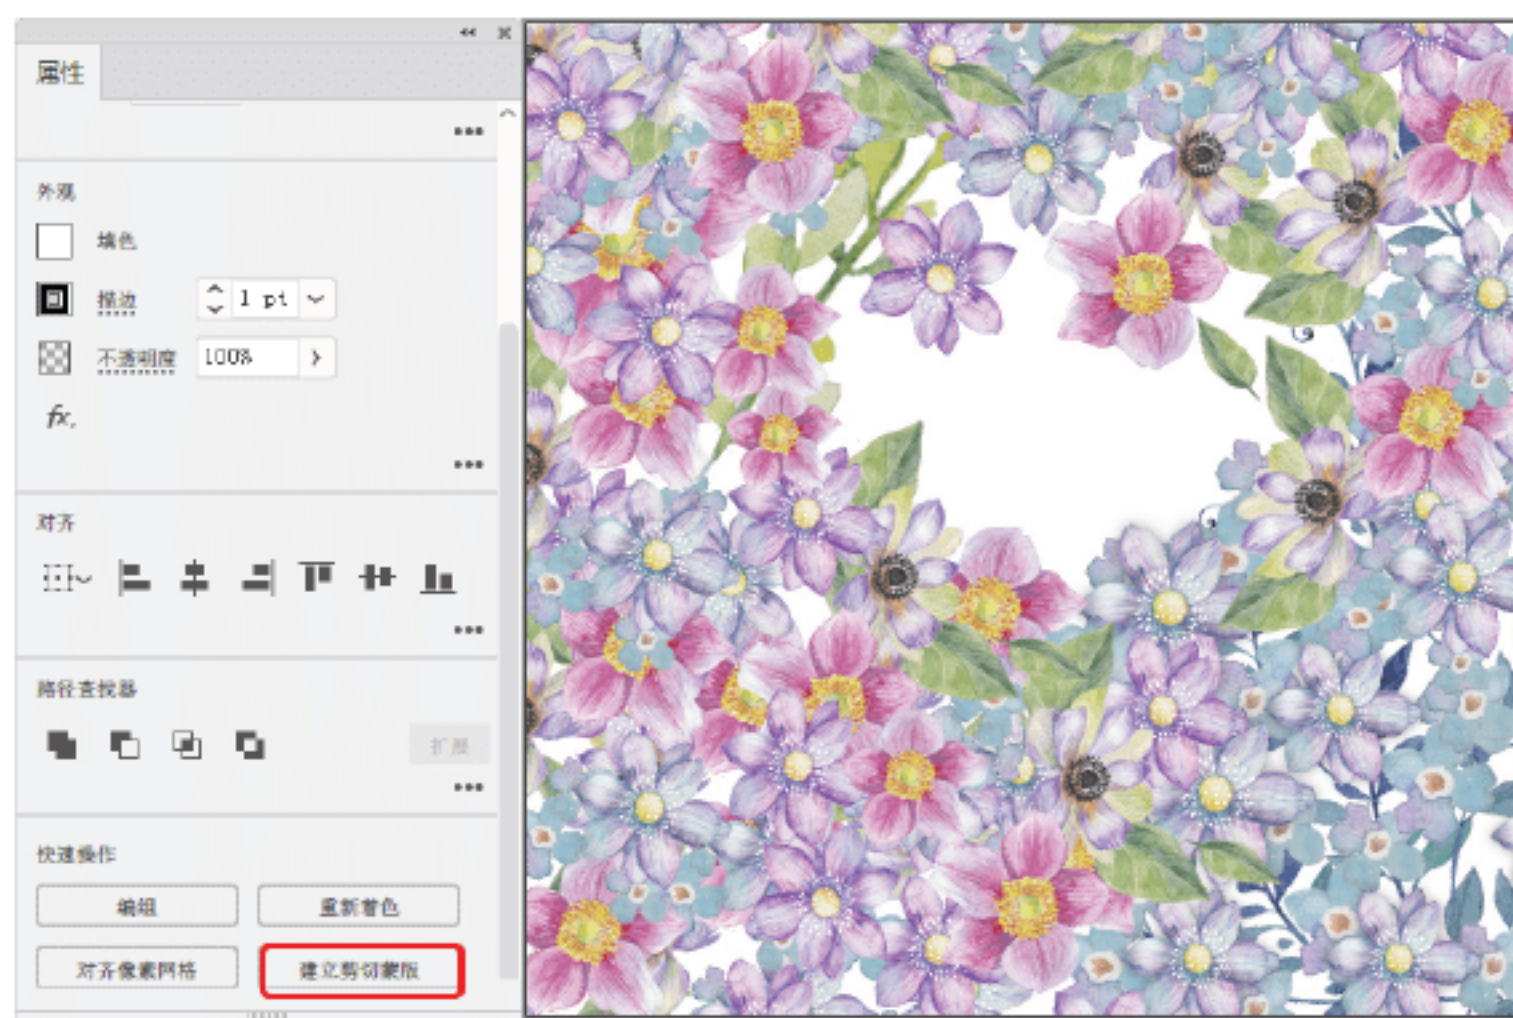 属性
外观
填色
描边 1 pt
不透明度 100%
fx.
对齐
路径查找器
扩展
快速操作
编组 重新着色
对齐像素网格 建立剪切蒙版